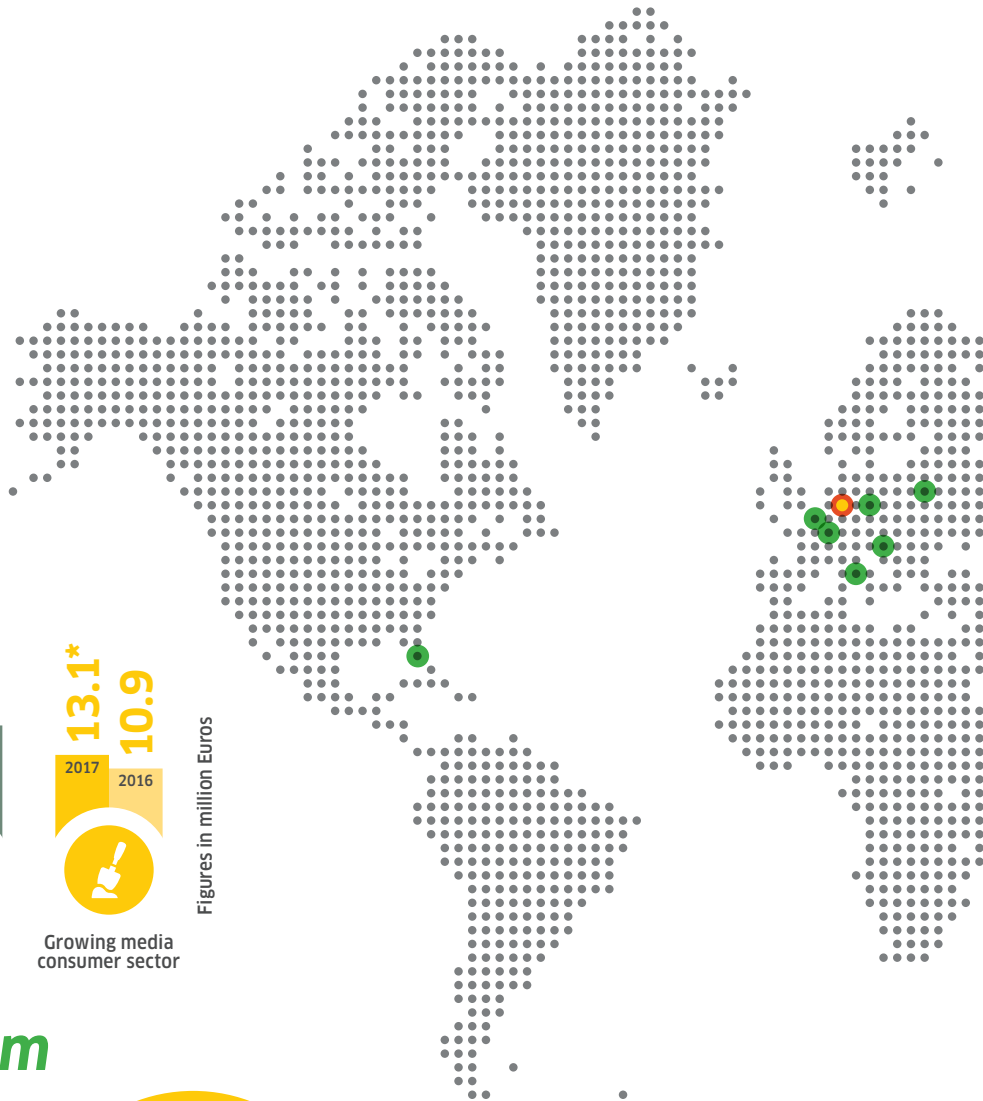 13.1*
10.9
2017
2016
Figures in million Euros
Growing media
consumer sector
m